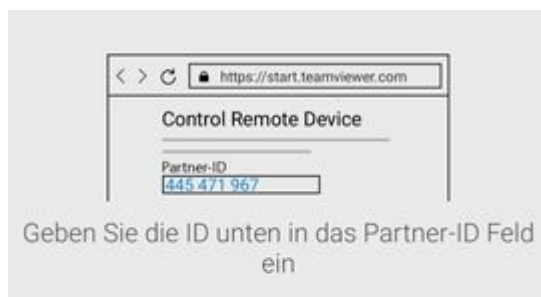 https://start.teamviewer.com
Control Remote Device
Partner-ID
445 471 967
Geben Sie die ID unten in das Partner-ID Feld
ein